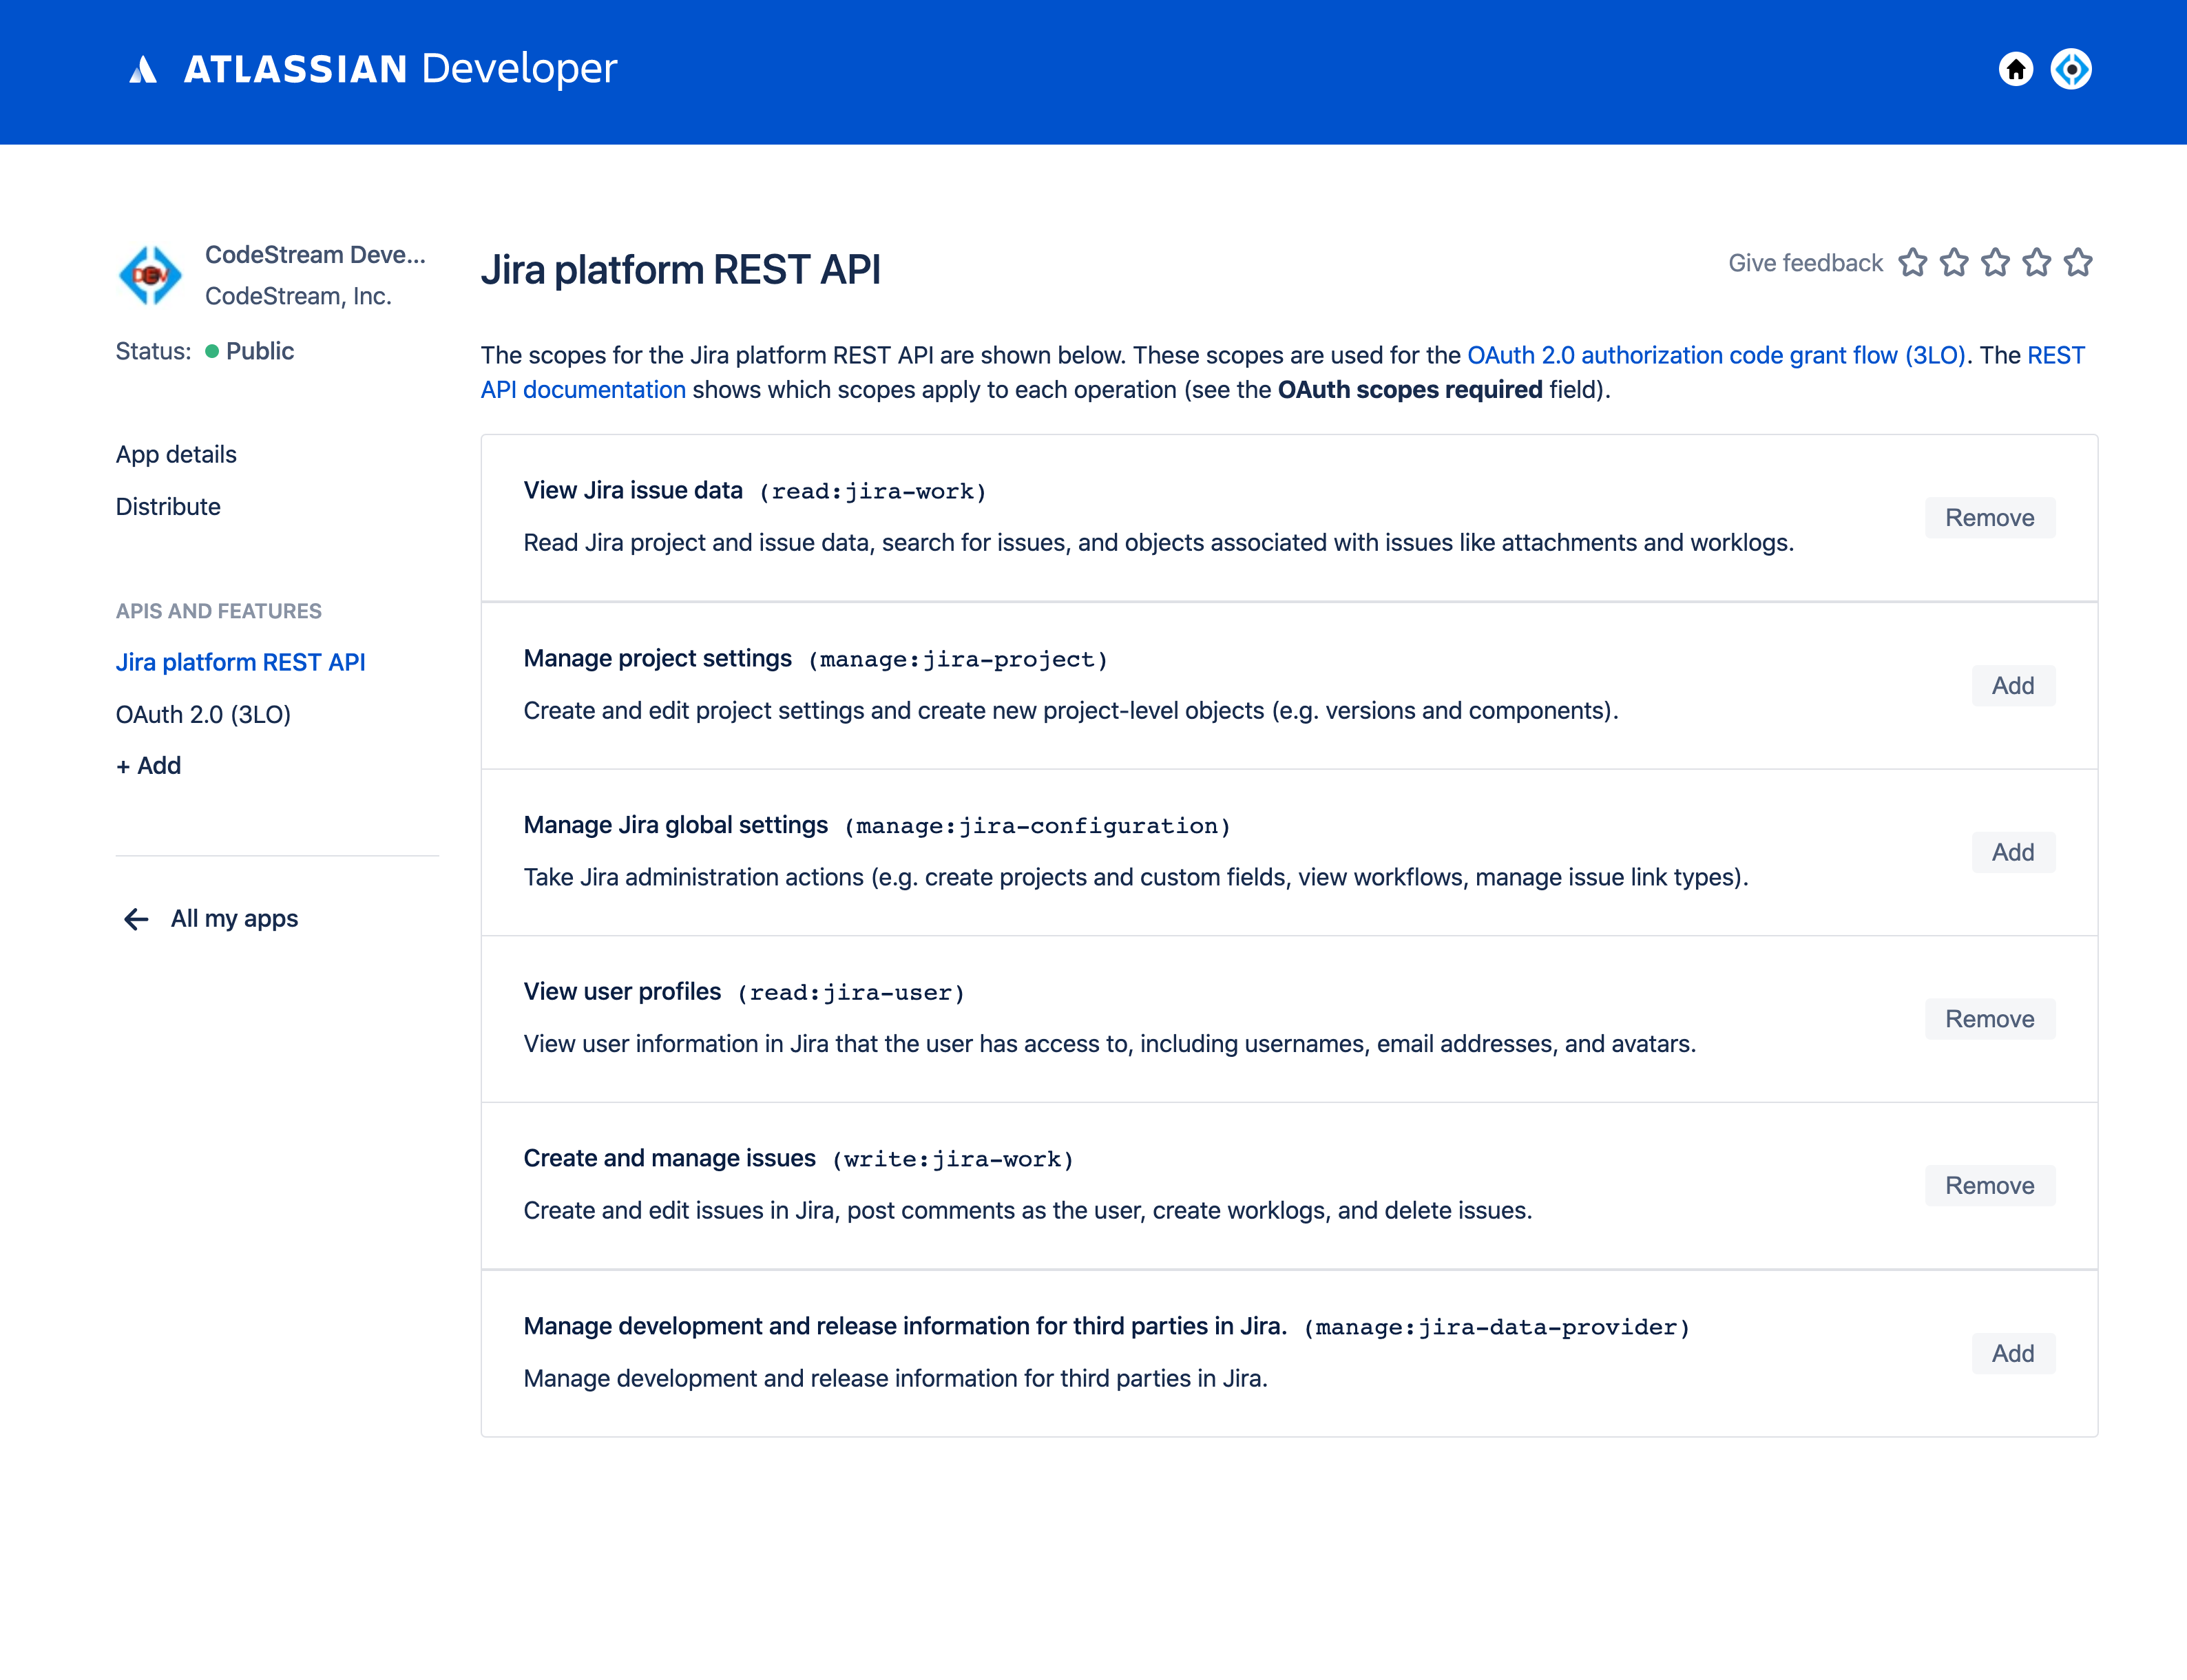 ATLASSIAN Developer
CodeStream Deve...
CodeStream, Inc.
Status: Public
App details
Distribute
APIS AND FEATURES
Jira platform REST API
OAuth 2.0 (3LO)
+ Add
All my apps
Jira platform REST API
Give feedback
The scopes for the Jira platform REST API are shown below. These scopes are used for the OAuth 2.0 authorization code grant flow (3LO). The REST
API documentation shows which scopes apply to each operation (see the OAuth scopes required field).
View Jira issue data (read:jira-work)
Read Jira project and issue data, search for issues, and objects associated with issues like attachments and worklogs.
Remove
Manage project settings (manage:jira-project)
Create and edit project settings and create new project-level objects (e.g. versions and components).
Add
Manage Jira global settings (manage:jira-configuration)
Take Jira administration actions (e.g. create projects and custom fields, view workflows, manage issue link types).
Add
View user profiles (read:jira-user)
View user information in Jira that the user has access to, including usernames, email addresses, and avatars.
Remove
Create and manage issues (write:jira-work)
Create and edit issues in Jira, post comments as the user, create worklogs, and delete issues.
Remove
Manage development and release information for third parties in Jira. (manage:jira-data-provider)
Manage development and release information for third parties in Jira.
Add
DEV